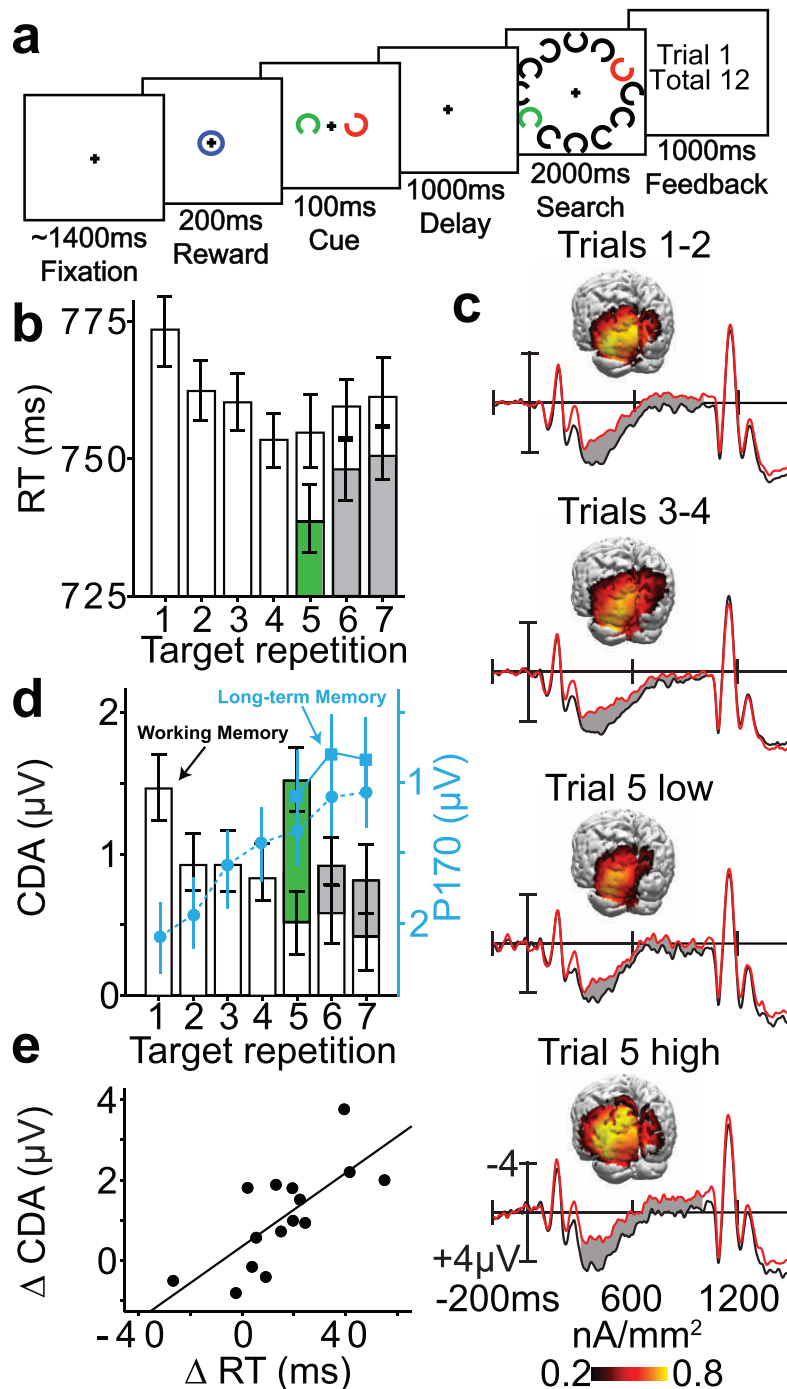 a
~1400ms
Fixation
200ms
Reward
100ms
Cue
1000ms
Delay
2000ms
Search
Trial 1
Total 12
1000ms
Feedback
b
775
750
725
RT (ms)
1 2 3 4 5 6 7
Target repetition
c
Trials 1-2
Trials 3-4
Trial 5 low
Trial 5 high
-4
+4µV
-200ms 600 1200
nA/mm²
0.2 0.8
d
Long-term Memory
Working Memory
2
1
0
CDA (µV)
1
2
P170 (µV)
1 2 3 4 5 6 7
Target repetition
e
4
2
0
Δ CDA (µV)
-40 0 40
Δ RT (ms)